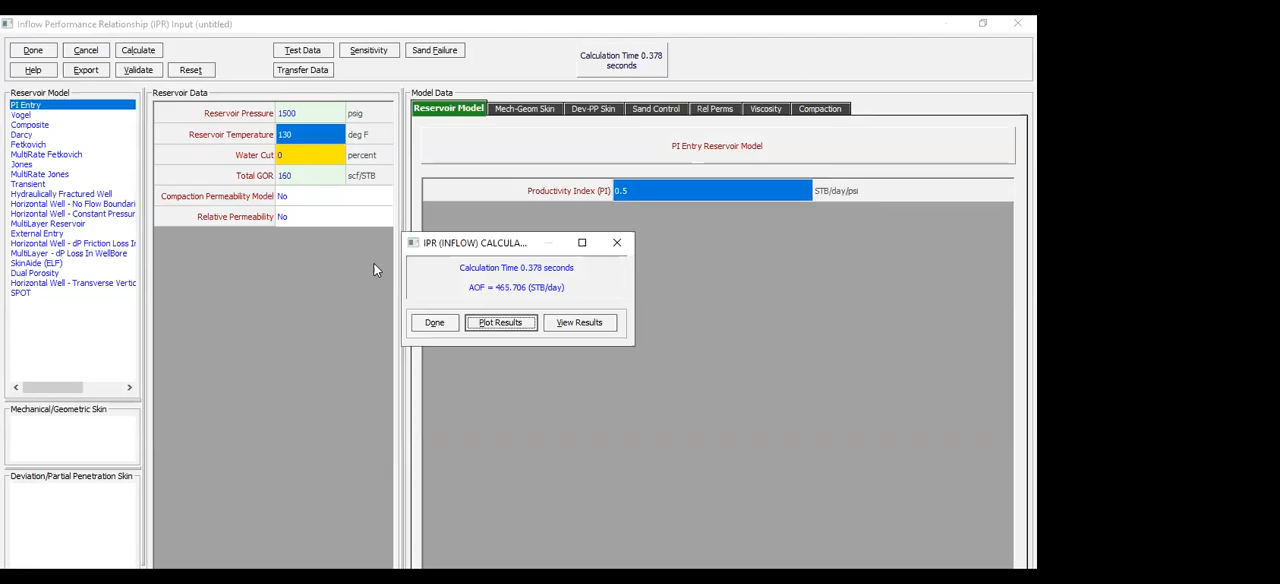 Inflow Performance Relationship (IPR) Input (untitled)
Done Cancel Calculate Test Data Sensitivity Sand Failure
Help Export Validate Reset Transfer Data
Calculation Time 0.378
seconds
Reservoir Model
PI Entry
Vogel
Composite
Darcy
Fetkovich
MultiRate Fetkovich
Jones
MultiRate Jones
Transient
Hydraulically Fractured Well
Horizontal Well - No Flow Boundari
Horizontal Well - Constant Pressur
MultiLayer Reservoir
External Entry
Horizontal Well - dP Friction Loss In
MultiLayer - dP Loss In WellBore
SkinAide (ELF)
Dual Porosity
Horizontal Well - Transverse Vertic
SPOT
Mechanical/Geometric Skin
Deviation/Partial Penetration Skin
Reservoir Data
Reservoir Pressure 1500 psig
Reservoir Temperature 130 deg F
Water Cut 0 percent
Total GOR 160 scf/STB
Compaction Permeability Model No
Relative Permeability No
Model Data
Reservoir Model Mech-Geom Skin Dev-PP Skin Sand Control Rel Perms Viscosity Compaction
PI Entry Reservoir Model
Productivity Index (PI) 0.5 STB/day/psi
IPR (INFLOW) CALCULA...
Calculation Time 0.378 seconds
AOF = 465.706 (STB/day)
Done Plot Results View Results